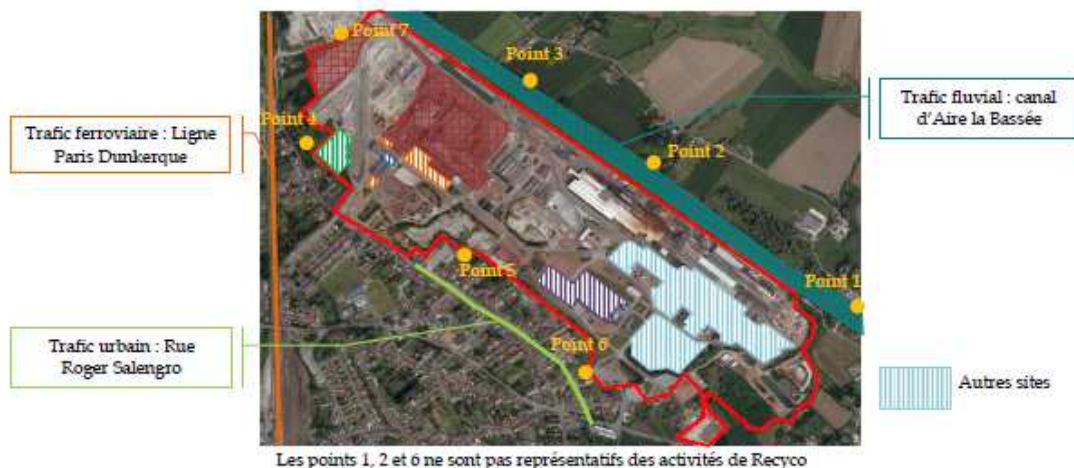 Point 7
Point 3
Trafic fluvial : canal
d'Aire la Bassée
Trafic ferroviaire : Ligne
Paris Dunkerque
Point 4
Point 2
Point 1
Point 5
Trafic urbain : Rue
Roger Salengro
Point 6
Autres sites
Les points 1, 2 et 6 ne sont pas représentatifs des activités de Recyco